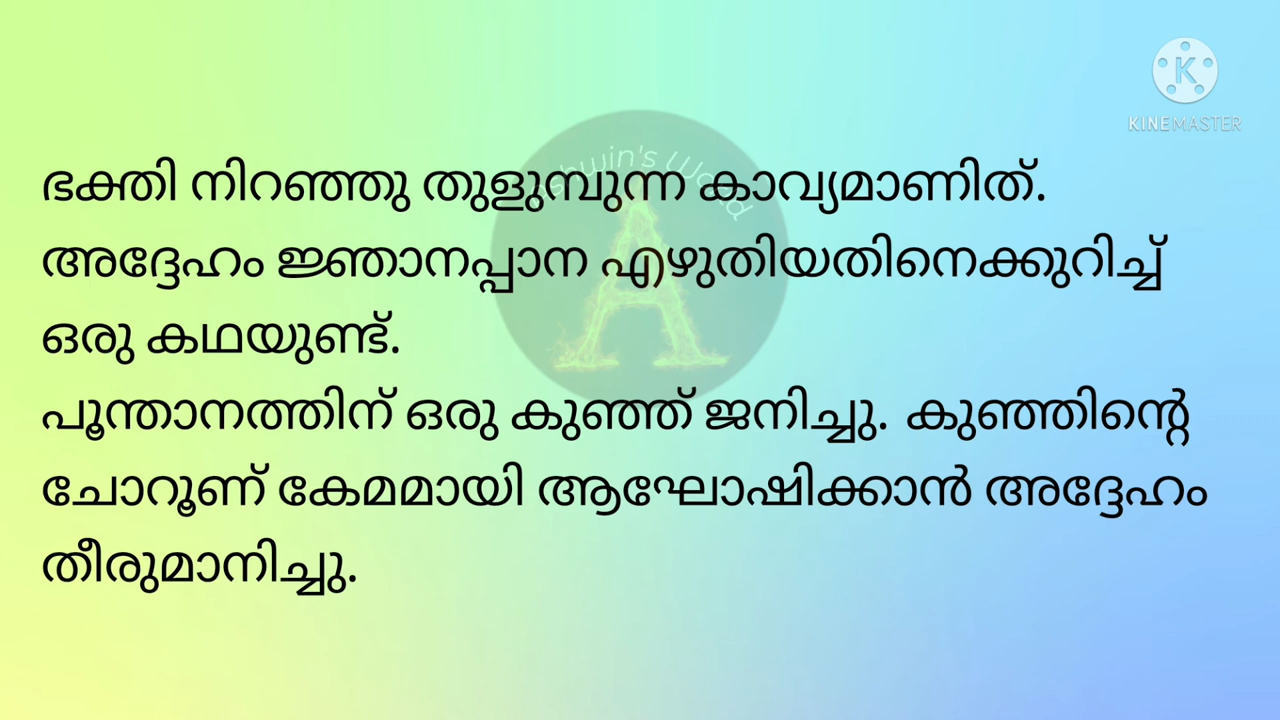 KINEMASTER
ഭക്തി നിറഞ്ഞു തുളുമ്പുന്ന കാവ്യമാണിത്.
അദ്ദേഹം ജ്ഞാനപ്പാന എഴുതിയതിനെക്കുറിച്ച്
ഒരു കഥയുണ്ട്.
പൂന്താനത്തിന് ഒരു കുഞ്ഞ് ജനിച്ചു. കുഞ്ഞിന്റെ
ചോറൂണ് കേമമായി ആഘോഷിക്കാൻ അദ്ദേഹം
തീരുമാനിച്ചു.